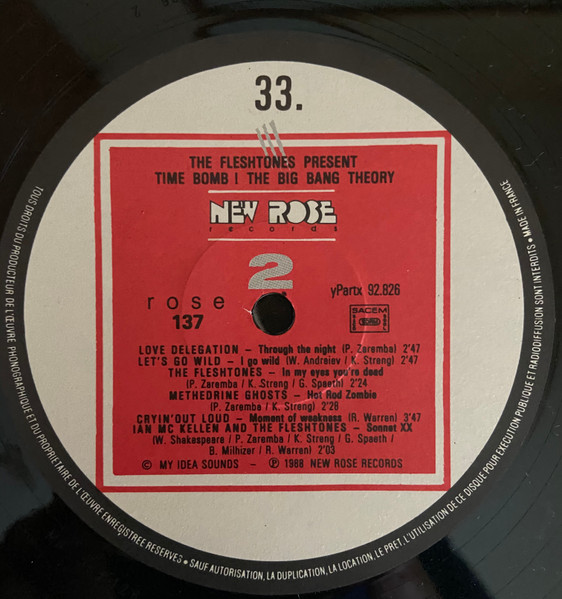 33.
THE FLESHTONES PRESENT
TIME BOMB ! THE BIG BANG THEORY
NEW ROSE
records
2
rose
137
yPartx 92.826
SACEM
LOVE DELEGATION – Through the night (P. Zaremba) 2'47
LET'S GO WILD – I go wild (W. Andreiev / K. Streng) 2'47
THE FLESHTONES – In my eyes you're dead
(P. Zaremba / K. Streng / G. Spaeth) 2'24
METHEDRINE GHOSTS – Hot Rod Zombie
(P. Zaremba / K. Streng) 2'28
CRYIN'OUT LOUD – Moment of weakness (R. Warren) 3'47
IAN MC KELLEN AND THE FLESHTONES – Sonnet XX
(W. Shakespeare / P. Zaremba / K. Streng / G. Spaeth /
B. Milhizer / R. Warren) 2'03
© MY IDEA SOUNDS – ℗ 1988 NEW ROSE RECORDS
TOUS DROITS DU PRODUCTEUR DE L'ŒUVRE PHONOGRAPHIQUE ET DU PROPRIETAIRE DE L'ŒUVRE ENREGISTREE RESERVES • SAUF AUTORISATION, LA DUPLICATION, LA LOCATION, LE PRET, L'UTILISATION DE CE DISQUE POUR EXECUTION PUBLIQUE ET RADIODIFFUSION SONT INTERDITS • MADE IN FRANCE